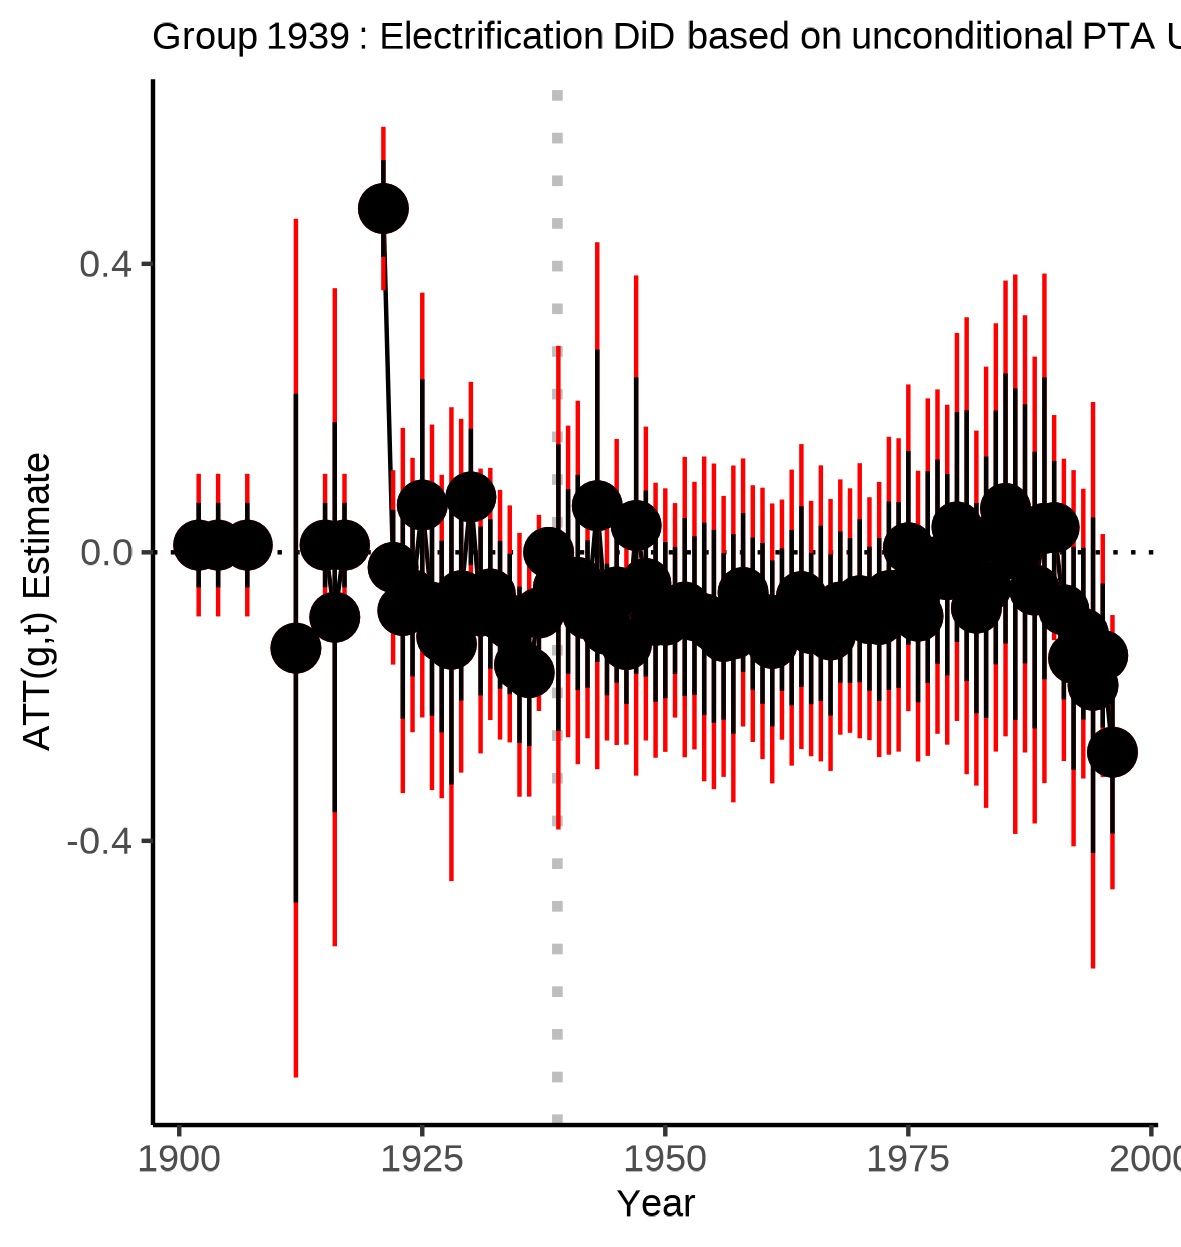 Group 1939 : Electrification DiD based on unconditional PTA
ATT(g,t) Estimate
0.4
0.0
-0.4
1900 1925 1950 1975 2000
Year